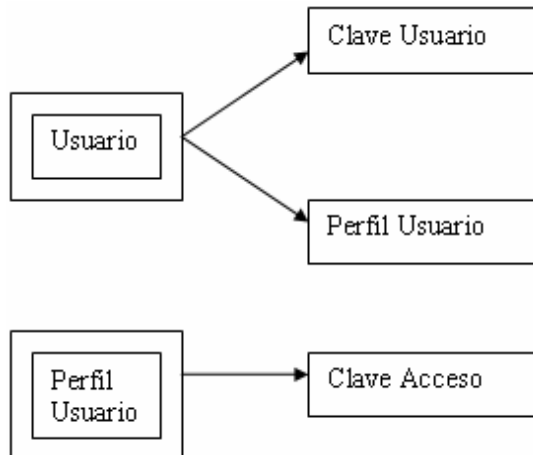 Clave Usuario
Usuario
Perfil Usuario
Perfil
Usuario
Clave Acceso